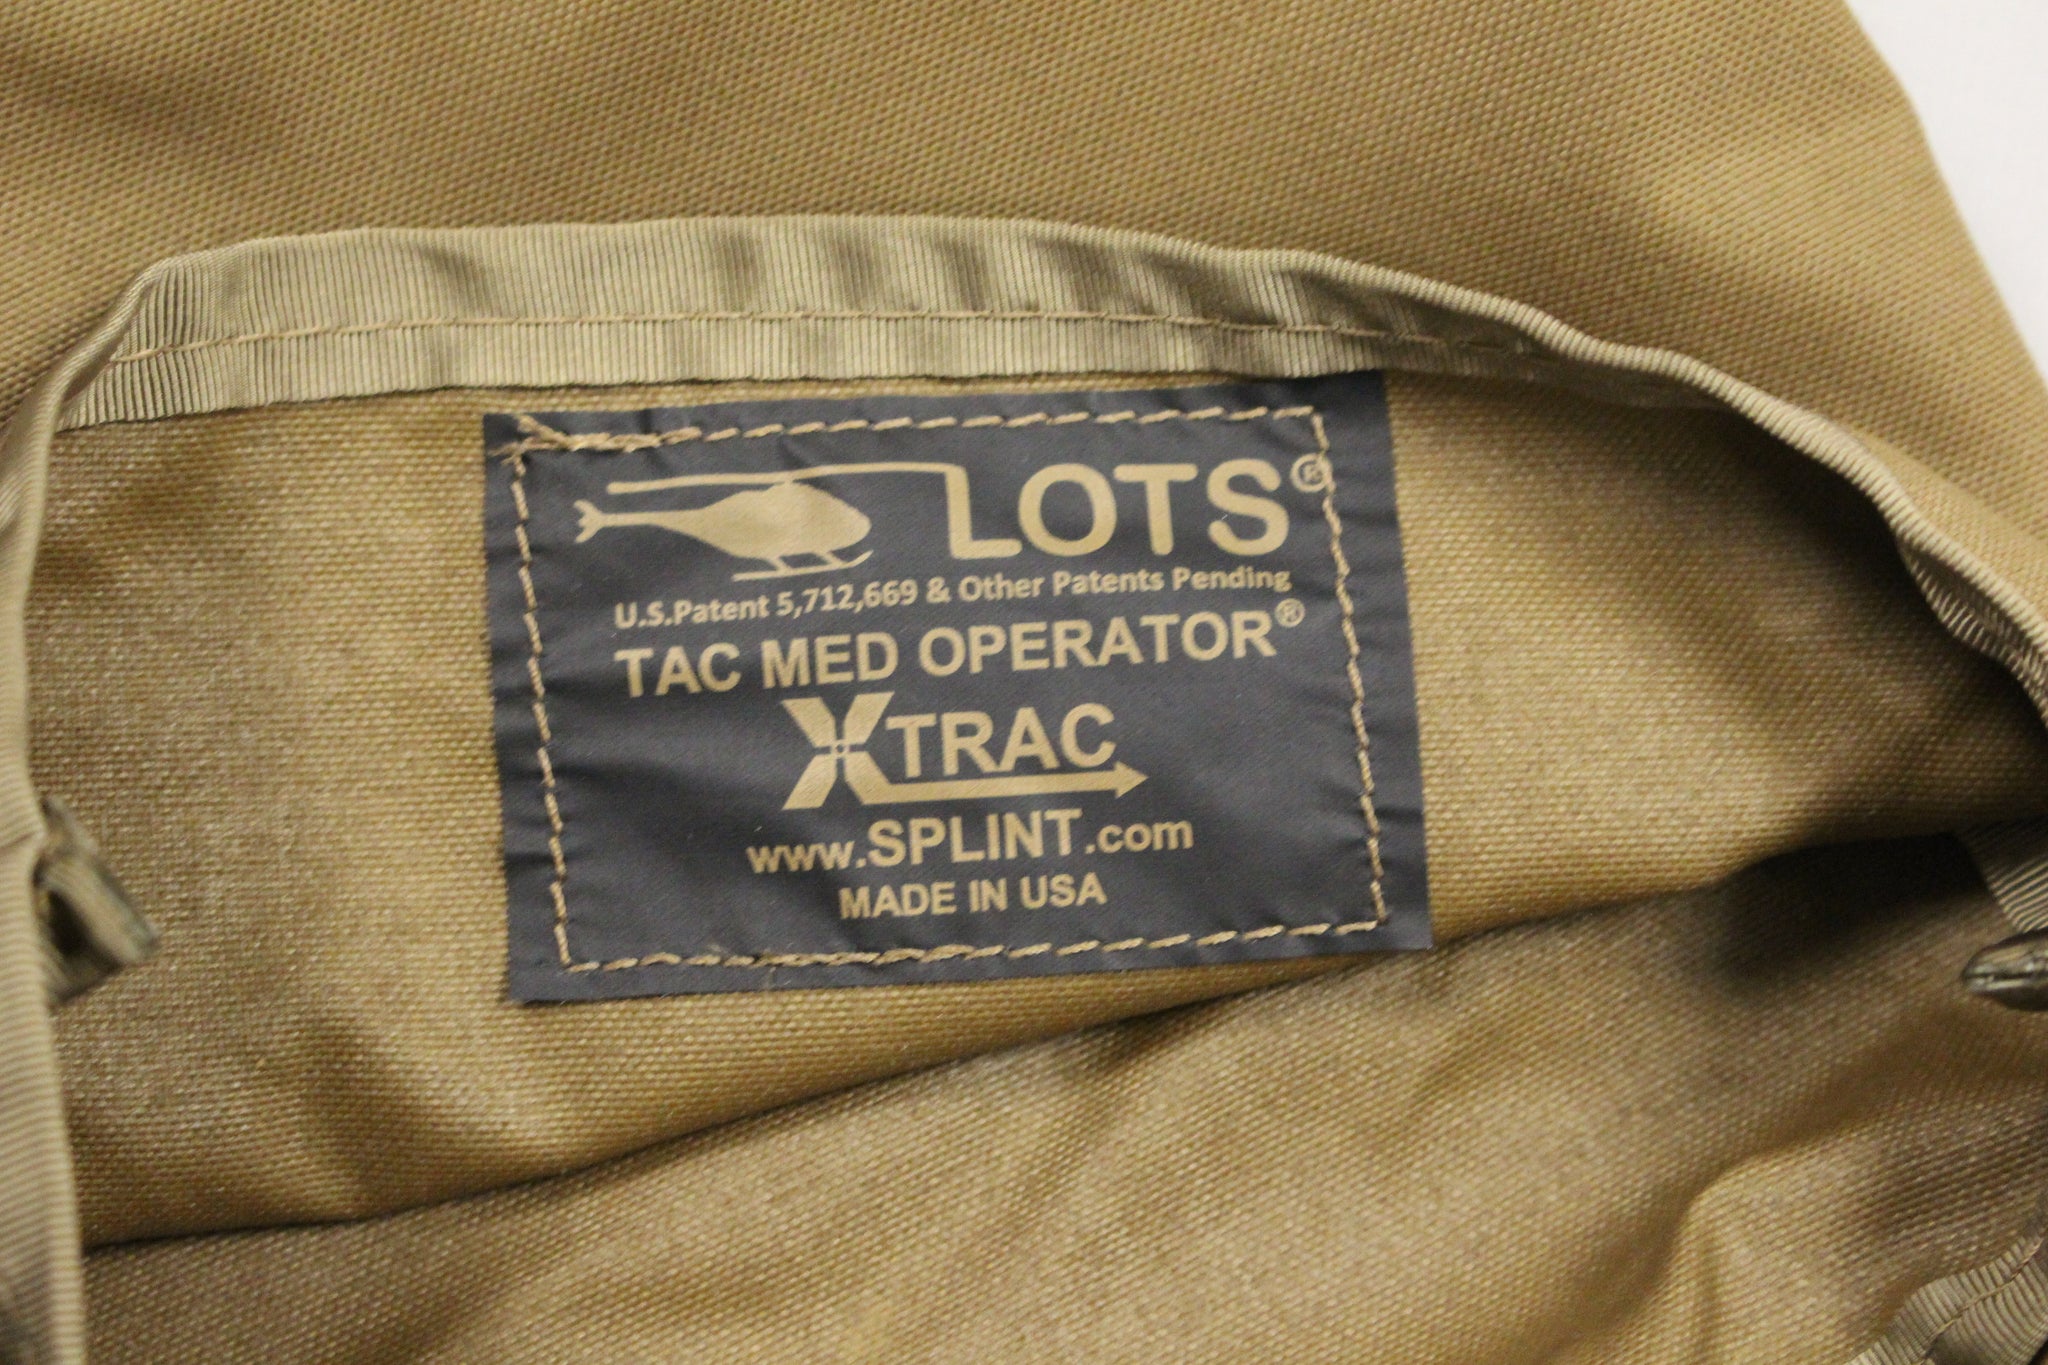 LOTS®
U.S.Patent 5,712,669 & Other Patents Pending
TAC MED OPERATOR®
XTRAC
www.SPLINT.com
MADE IN USA